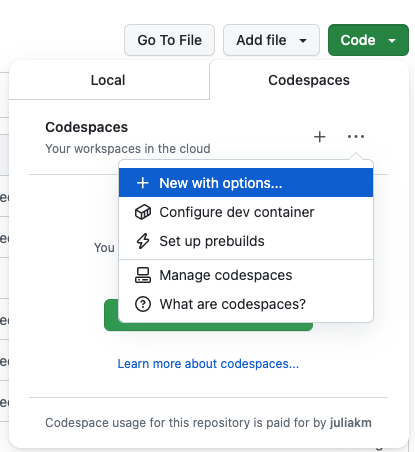 Go To File
Add file
Code
Local
Codespaces
Codespaces
Your workspaces in the cloud
New with options...
Configure dev container
You
Set up prebuilds
Manage codespaces
What are codespaces?
Learn more about codespaces...
Codespace usage for this repository is paid for by juliakm